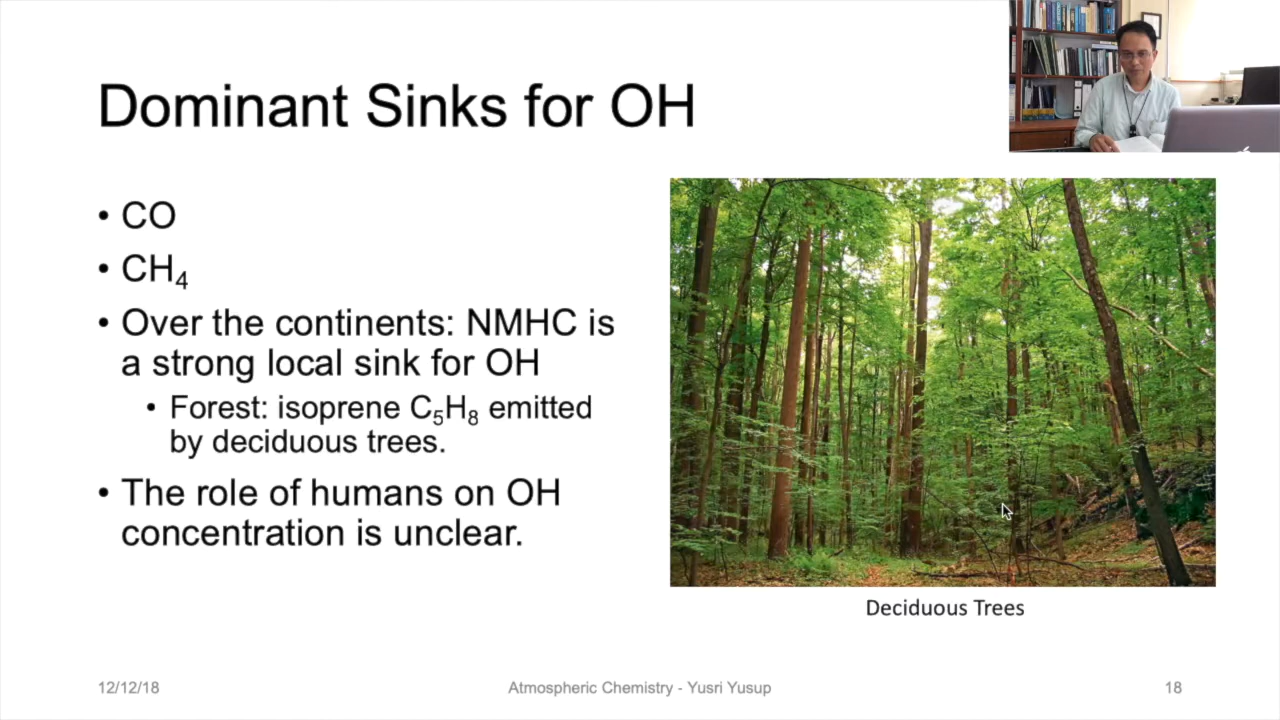 Dominant Sinks for OH
• CO
• CH₄
• Over the continents: NMHC is
a strong local sink for OH
• Forest: isoprene C₅H₈ emitted
by deciduous trees.
• The role of humans on OH
concentration is unclear.
Deciduous Trees
12/12/18
Atmospheric Chemistry - Yusri Yusup
18